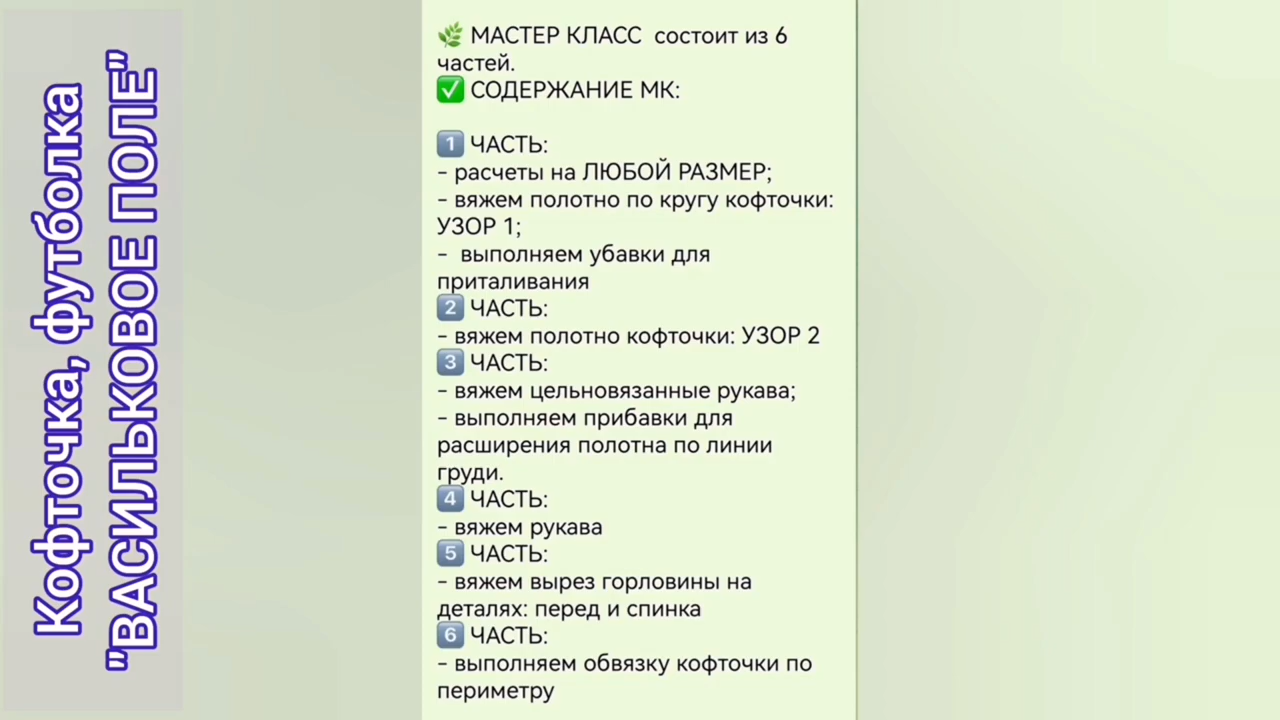 Кофточка, футболка
"ВАСИЛЬКОВОЕ ПОЛЕ"
🌿 МАСТЕР КЛАСС состоит из 6
частей.
✅ СОДЕРЖАНИЕ МК:
1️⃣ ЧАСТЬ:
- расчеты на ЛЮБОЙ РАЗМЕР;
- вяжем полотно по кругу кофточки:
УЗОР 1;
- выполняем убавки для
приталивания
2️⃣ ЧАСТЬ:
- вяжем полотно кофточки: УЗОР 2
3️⃣ ЧАСТЬ:
- вяжем цельновязанные рукава;
- выполняем прибавки для
расширения полотна по линии
груди.
4️⃣ ЧАСТЬ:
- вяжем рукава
5️⃣ ЧАСТЬ:
- вяжем вырез горловины на
деталях: перед и спинка
6️⃣ ЧАСТЬ:
- выполняем обвязку кофточки по
периметру